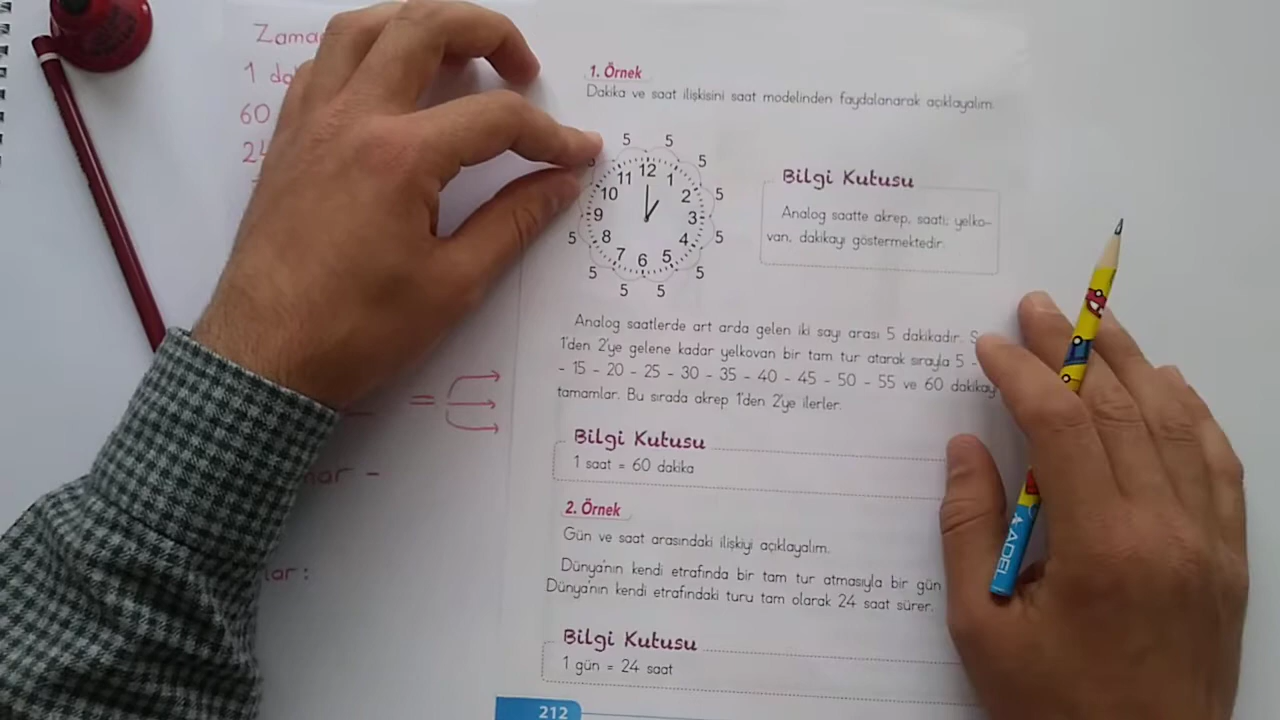 1
60
24
=
-
1. Örnek
Dakika ve saat ilişkisini saat modelinden faydalanarak açıklayalım.
5 5
5 5
12
11 1
10 2 5
9 3
8 4
5 7 5 5
6
5 5
5 5
Bilgi Kutusu
Analog saatte akrep, saati; yelko-
van, dakikayı göstermektedir.
Analog saatlerde art arda gelen iki sayı arası 5 dakikadır.
1'den 2'ye gelene kadar yelkovan bir tam tur atarak sırayla 5 -
- 15 - 20 - 25 - 30 - 35 - 40 - 45 - 50 - 55 ve 60 dakikayı
tamamlar. Bu sırada akrep 1'den 2'ye ilerler.
Bilgi Kutusu
1 saat = 60 dakika
2. Örnek
Gün ve saat arasındaki ilişkiyi açıklayalım.
Dünya'nın kendi etrafında bir tam tur atmasıyla bir gün
Dünya'nın kendi etrafındaki turu tam olarak 24 saat sürer.
Bilgi Kutusu
1 gün = 24 saat
212
ADEL